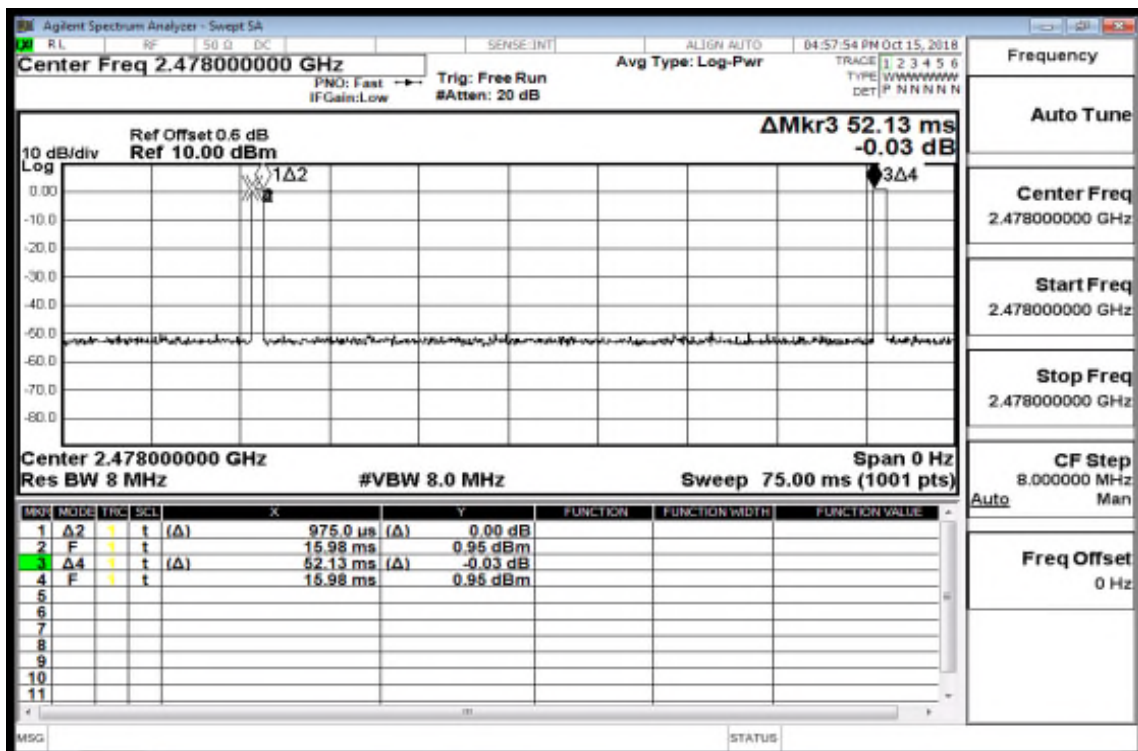 Agilent Spectrum Analyzer - Swept SA
LXI RL RF 50 Ω DC SENSE:INT ALIGN AUTO 04:57:54 PM Oct 15, 2018
Center Freq 2.478000000 GHz
PNO: Fast
IFGain:Low
Trig: Free Run
#Atten: 20 dB
Avg Type: Log-Pwr
TRACE 1 2 3 4 5 6
TYPE WWWWWW
DET P N N N N N
Ref Offset 0.6 dB
10 dB/div Ref 10.00 dBm
Log
ΔMkr3 52.13 ms
-0.03 dB
1Δ2
3Δ4
0.00
-10.0
-20.0
-30.0
-40.0
-50.0
-60.0
-70.0
-80.0
Center 2.478000000 GHz Span 0 Hz
Res BW 8 MHz #VBW 8.0 MHz Sweep 75.00 ms (1001 pts)
MKR MODE TRC SCL X Y FUNCTION FUNCTION WIDTH FUNCTION VALUE
1 Δ2 1 t (Δ) 975.0 µs (Δ) 0.00 dB
2 F 1 t 15.98 ms 0.95 dBm
3 Δ4 1 t (Δ) 52.13 ms (Δ) -0.03 dB
4 F 1 t 15.98 ms 0.95 dBm
5
6
7
8
9
10
11
MSG STATUS
Frequency
Auto Tune
Center Freq
2.478000000 GHz
Start Freq
2.478000000 GHz
Stop Freq
2.478000000 GHz
CF Step
8.000000 MHz
Auto Man
Freq Offset
0 Hz